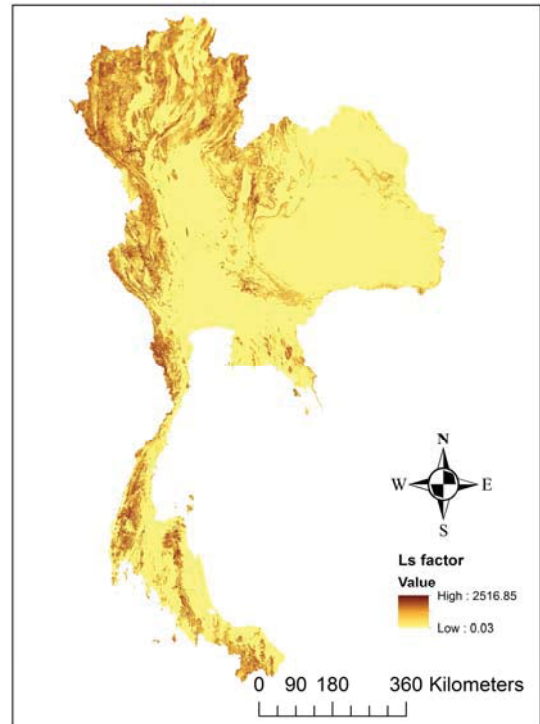 N
W E
S
Ls factor
Value
High : 2516.85
Low : 0.03
0 90 180 360 Kilometers